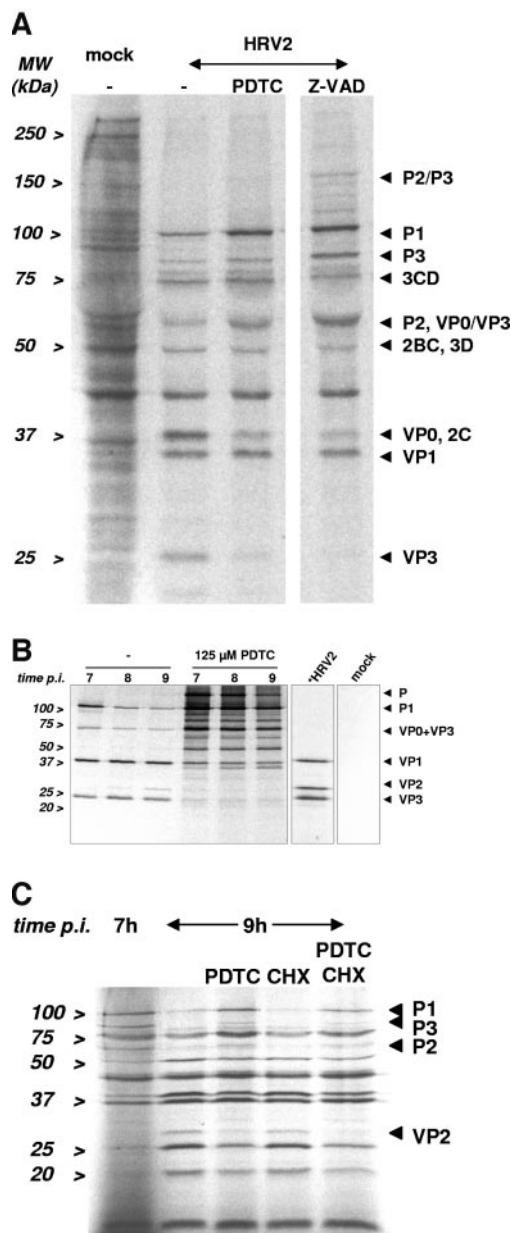 A
HRV2
MW
(kDa)
mock
- - PDTC Z-VAD
250 >
150 >
100 >
75 >
50 >
37 >
25 >
P2/P3
P1
P3
3CD
P2, VP0/VP3
2BC, 3D
VP0, 2C
VP1
VP3
B
- 125 µM PDTC
time p.i. 7 8 9 7 8 9 *HRV2 mock
100 >
75 >
50 >
37 >
25 >
20 >
P
P1
VP0+VP3
VP1
VP2
VP3
C
time p.i. 7h 9h
PDTC CHX PDTC
CHX
100 >
75 >
50 >
37 >
25 >
20 >
P1
P3
P2
VP2